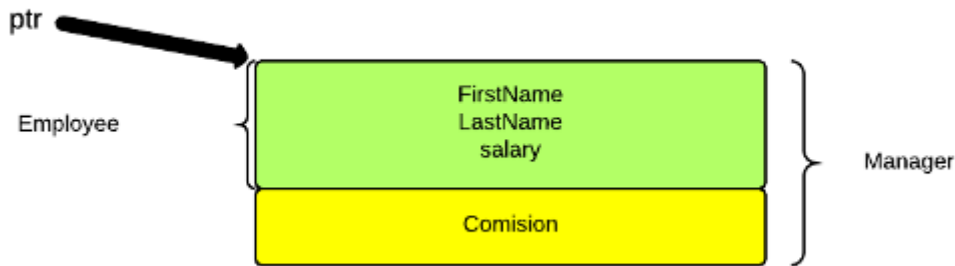 ptr
FirstName
LastName
salary
Employee
Manager
Comision